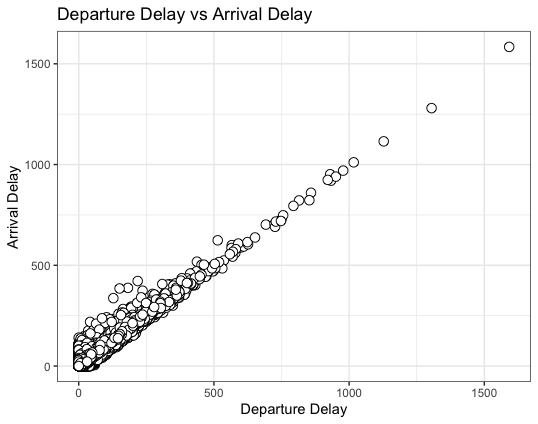 Departure Delay vs Arrival Delay
1500
1000
500
0
Arrival Delay
0 500 1000 1500
Departure Delay